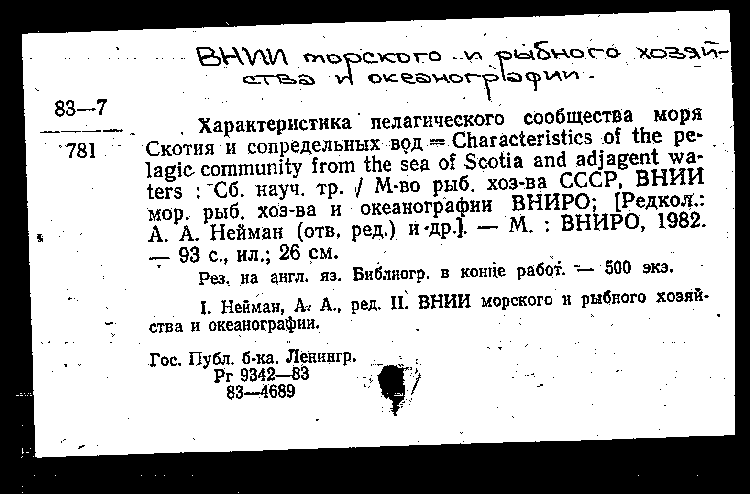 ВНИИ морского и рыбного хозяй-
ства и океанографии.
83—7
781
Характеристика пелагического сообщества моря
Скотия и сопредельных вод = Characteristics of the pe-
lagic community from the sea of Scotia and adjagent wa-
ters : Сб. науч. тр. / М-во рыб. хоз-ва СССР, ВНИИ
мор. рыб. хоз-ва и океанографии ВНИРО; [Редкол.:
А. А. Нейман (отв. ред.) и др.]. — М. : ВНИРО, 1982.
— 93 с., ил.; 26 см.
Рез. на англ. яз. Библиогр. в конце работ. — 500 экз.
I. Нейман, А. А., ред. II. ВНИИ морского и рыбного хозяй-
ства и океанографии.
Гос. Публ. б-ка. Ленингр.
Рг 9342—83
83—4689